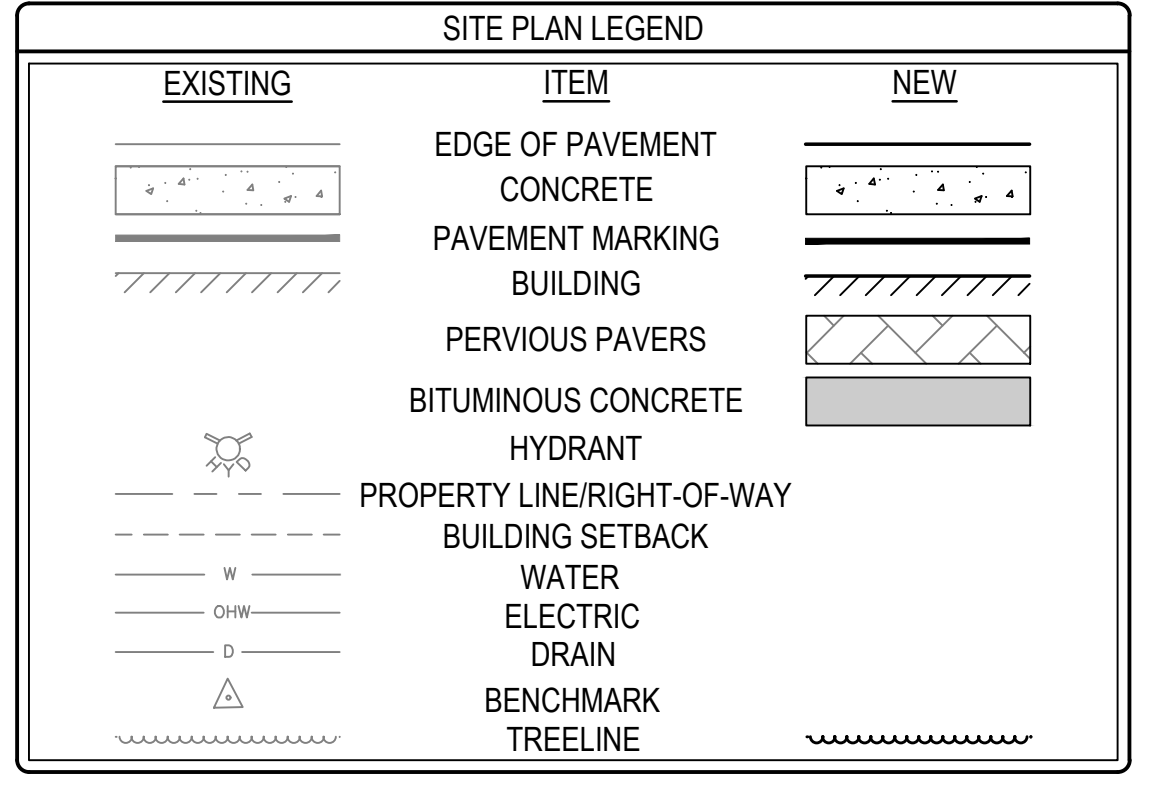 SITE PLAN LEGEND
EXISTING ITEM NEW
EDGE OF PAVEMENT
CONCRETE
PAVEMENT MARKING
BUILDING
PERVIOUS PAVERS
BITUMINOUS CONCRETE
HYD HYDRANT
PROPERTY LINE/RIGHT-OF-WAY
BUILDING SETBACK
W WATER
OHW ELECTRIC
D DRAIN
BENCHMARK
TREELINE